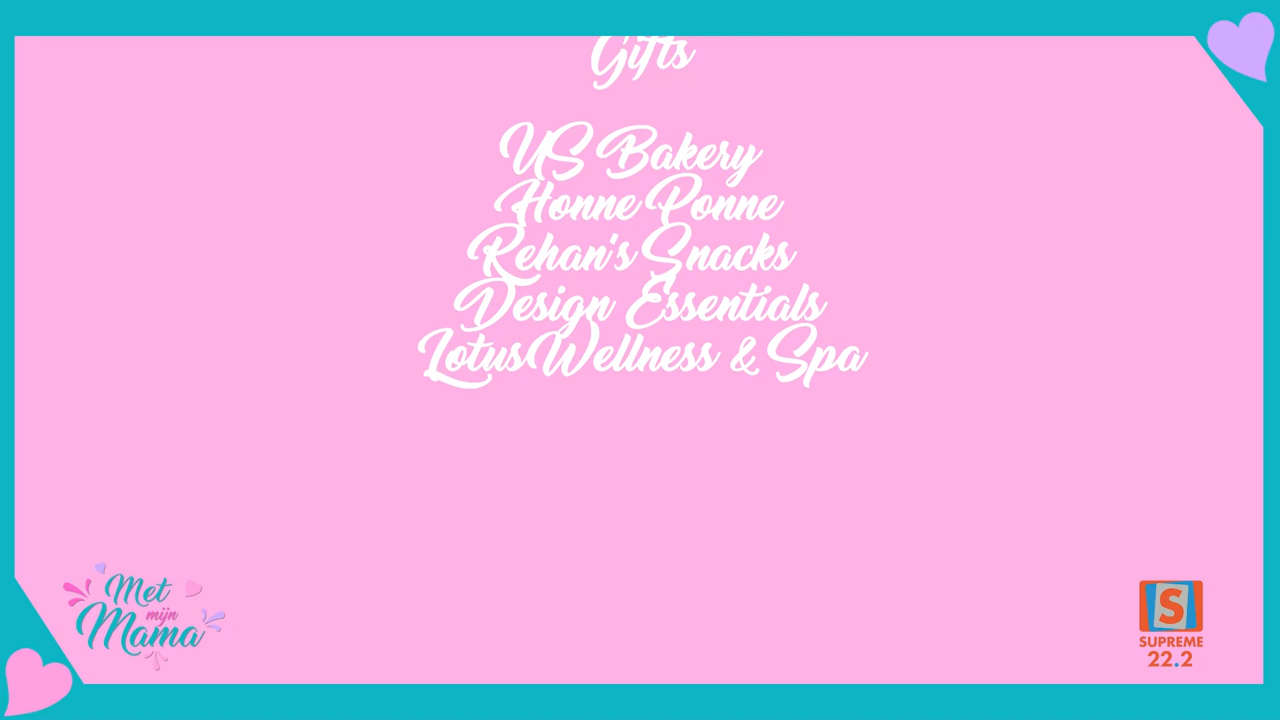 Gifts
US Bakery
Honne Ponne
Rehan's Snacks
Design Essentials
Lotus Wellness & Spa
Met
mijn
Mama
S
SUPREME
22.2